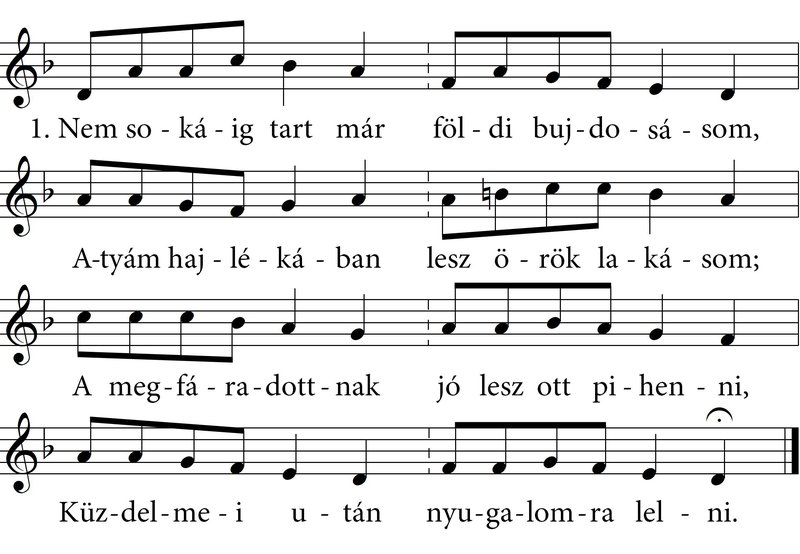 1. Nem so - ká - ig tart már föl - di buj - do - sá - som,
A - tyám haj - lé - ká - ban lesz ö - rök la - ká - som;
A meg - fá - ra - dott - nak jó lesz ott pi - hen - ni,
Küz - del - me - i u - tán nyu - ga - lom - ra lel - ni.